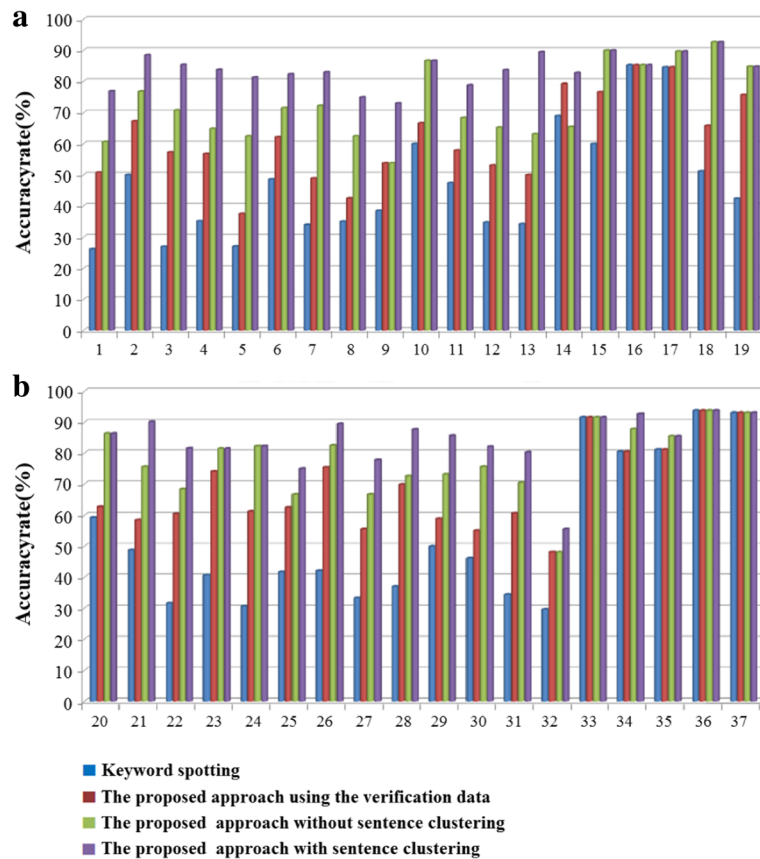 a
100
90
80
70
60
50
40
30
20
10
0
Accuracyrate(%)
1 2 3 4 5 6 7 8 9 10 11 12 13 14 15 16 17 18 19
b
100
90
80
70
60
50
40
30
20
10
0
Accuracyrate(%)
20 21 22 23 24 25 26 27 28 29 30 31 32 33 34 35 36 37
Keyword spotting
The proposed approach using the verification data
The proposed approach without sentence clustering
The proposed approach with sentence clustering